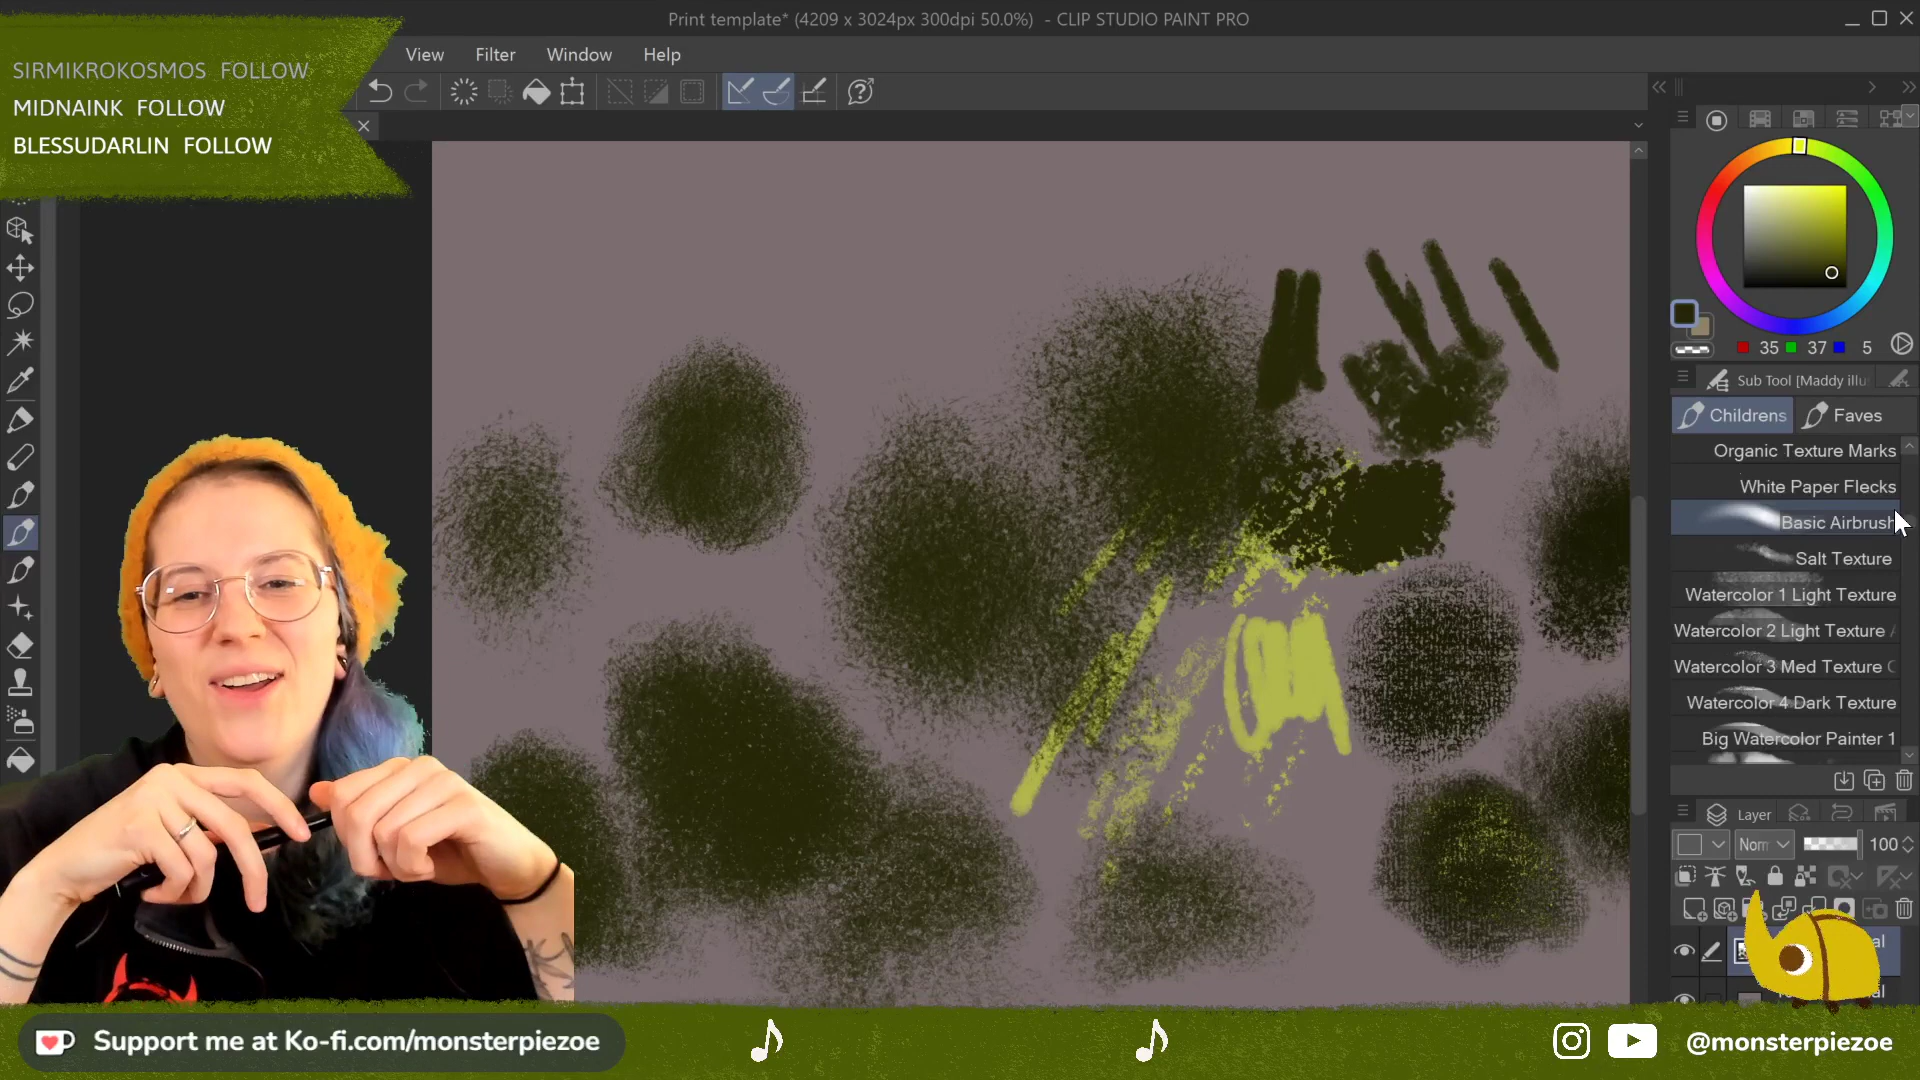 Print template* (4209 x 3024px 300dpi 50.0%) - CLIP STUDIO PAINT PRO
SIRMIKROKOSMOS FOLLOW
MIDNAINK FOLLOW
BLESSUDARLIN FOLLOW
View Filter Window Help
35 37 5
Sub Tool [Maddy illu
Childrens Faves
Organic Texture Marks
White Paper Flecks
Basic Airbrush
Salt Texture
Watercolor 1 Light Texture
Watercolor 2 Light Texture
Watercolor 3 Med Texture
Watercolor 4 Dark Texture
Big Watercolor Painter 1
Layer
Norm 100
Support me at Ko-fi.com/monsterpiezoe
@monsterpiezoe